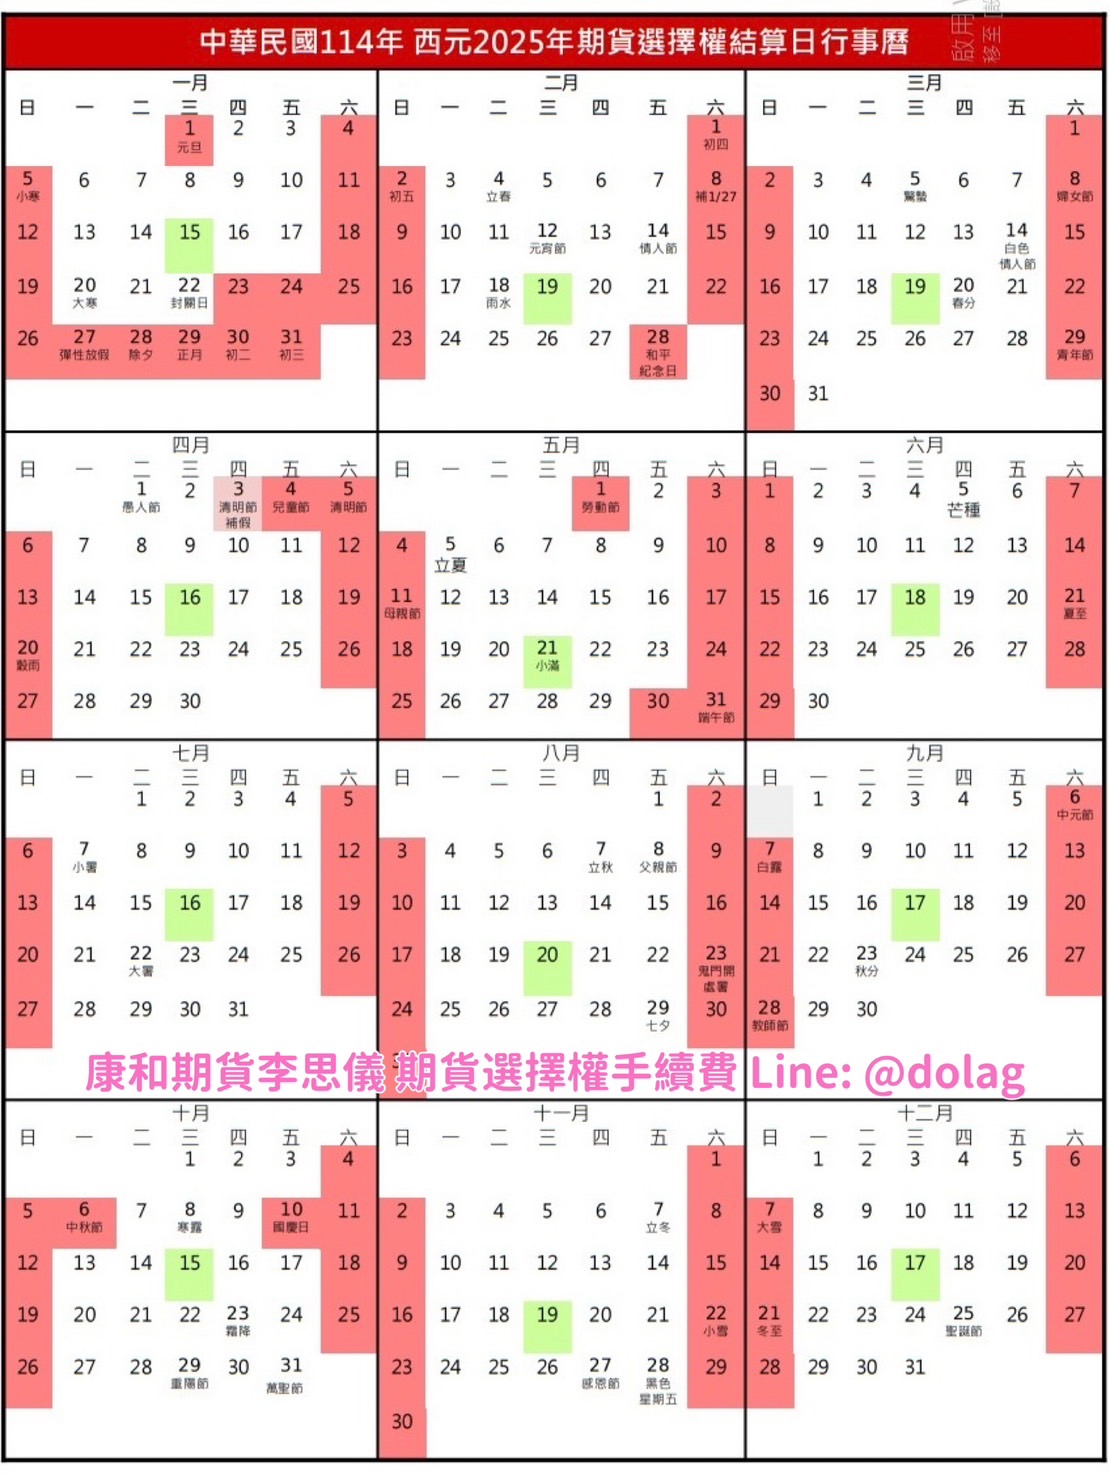 啟用
移至
中華民國114年 西元2025年期貨選擇權結算日行事曆
一月
日 一 二 三 四 五 六
1 2 3 4
元旦
5 6 7 8 9 10 11
小寒
12 13 14 15 16 17 18
19 20 21 22 23 24 25
大寒 封關日
26 27 28 29 30 31
彈性放假 除夕 正月 初二 初三
二月
日 一 二 三 四 五 六
1
初四
2 3 4 5 6 7 8
初五 立春 補1/27
9 10 11 12 13 14 15
元宵節 情人節
16 17 18 19 20 21 22
雨水
23 24 25 26 27 28
和平
紀念日
三月
日 一 二 三 四 五 六
1
2 3 4 5 6 7 8
驚蟄 婦女節
9 10 11 12 13 14 15
白色
情人節
16 17 18 19 20 21 22
春分
23 24 25 26 27 28 29
青年節
30 31
四月
日 一 二 三 四 五 六
1 2 3 4 5
愚人節 清明節 兒童節 清明節
補假
6 7 8 9 10 11 12
13 14 15 16 17 18 19
20 21 22 23 24 25 26
穀雨
27 28 29 30
五月
日 一 二 三 四 五 六
1 2 3
勞動節
4 5 6 7 8 9 10
立夏
11 12 13 14 15 16 17
母親節
18 19 20 21 22 23 24
小滿
25 26 27 28 29 30 31
端午節
六月
日 一 二 三 四 五 六
1 2 3 4 5 6 7
芒種
8 9 10 11 12 13 14
15 16 17 18 19 20 21
夏至
22 23 24 25 26 27 28
29 30
七月
日 一 二 三 四 五 六
1 2 3 4 5
6 7 8 9 10 11 12
小署
13 14 15 16 17 18 19
20 21 22 23 24 25 26
大署
27 28 29 30 31
八月
日 一 二 三 四 五 六
1 2
3 4 5 6 7 8 9
立秋 父親節
10 11 12 13 14 15 16
17 18 19 20 21 22 23
鬼門開
處署
24 25 26 27 28 29 30
七夕
九月
日 一 二 三 四 五 六
1 2 3 4 5 6
中元節
7 8 9 10 11 12 13
白露
14 15 16 17 18 19 20
21 22 23 24 25 26 27
秋分
28 29 30
教師節
康和期貨李思儀 期貨選擇權手續費 Line: @dolag
十月
日 一 二 三 四 五 六
1 2 3 4
5 6 7 8 9 10 11
中秋節 寒露 國慶日
12 13 14 15 16 17 18
19 20 21 22 23 24 25
霜降
26 27 28 29 30 31
重陽節 萬聖節
十一月
日 一 二 三 四 五 六
1
2 3 4 5 6 7 8
立冬
9 10 11 12 13 14 15
16 17 18 19 20 21 22
小雪
23 24 25 26 27 28 29
感恩節 黑色
星期五
30
十二月
日 一 二 三 四 五 六
1 2 3 4 5 6
7 8 9 10 11 12 13
大雪
14 15 16 17 18 19 20
21 22 23 24 25 26 27
冬至 聖誕節
28 29 30 31